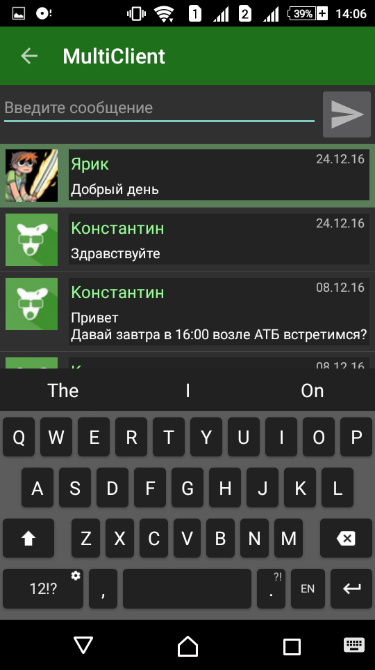 1 2 39% 14:06
MultiClient
Введите сообщение
Ярик 24.12.16
Добрый день
Константин 24.12.16
Здравствуйте
Константин 08.12.16
Привет
Давай завтра в 16:00 возле АТБ встретимся?
08.12.16
The I On
Q W E R T Y U I O P
A S D F G H J K L
Z X C V B N M
12!? , ?! . EN